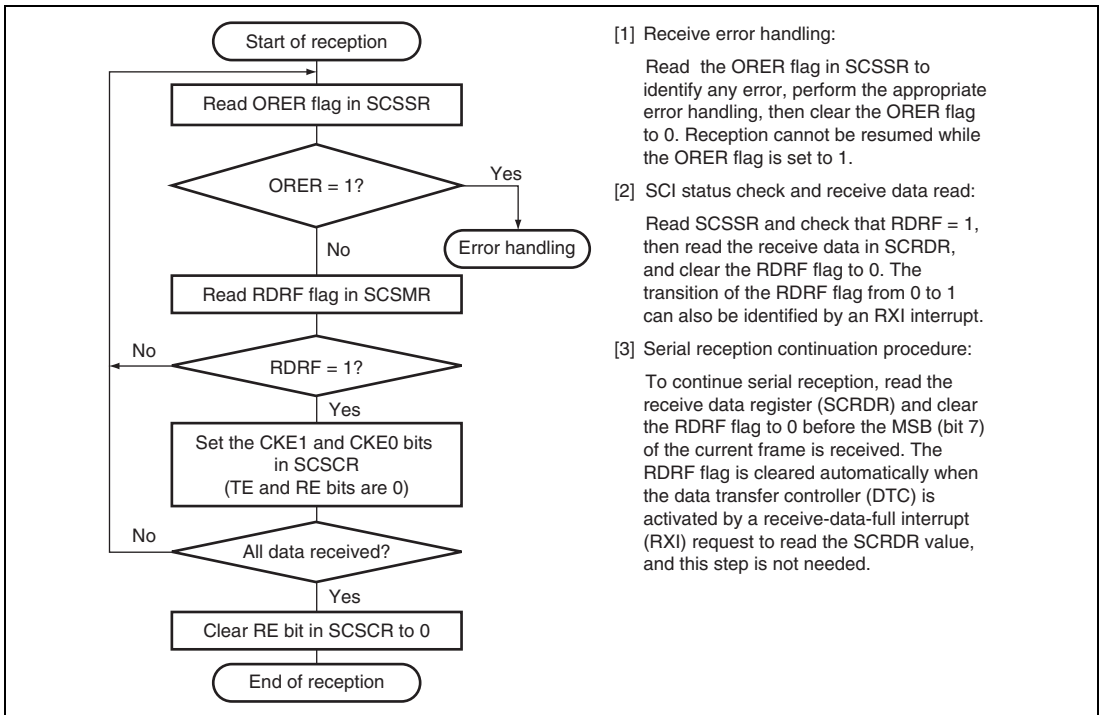 Start of reception
Read ORER flag in SCSSR
ORER = 1?
Yes
Error handling
No
Read RDRF flag in SCSMR
No
RDRF = 1?
Yes
Set the CKE1 and CKE0 bits
in SCSCR
(TE and RE bits are 0)
No
All data received?
Yes
Clear RE bit in SCSCR to 0
End of reception
[1] Receive error handling:
Read the ORER flag in SCSSR to
identify any error, perform the appropriate
error handling, then clear the ORER flag
to 0. Reception cannot be resumed while
the ORER flag is set to 1.
[2] SCI status check and receive data read:
Read SCSSR and check that RDRF = 1,
then read the receive data in SCRDR,
and clear the RDRF flag to 0. The
transition of the RDRF flag from 0 to 1
can also be identified by an RXI interrupt.
[3] Serial reception continuation procedure:
To continue serial reception, read the
receive data register (SCRDR) and clear
the RDRF flag to 0 before the MSB (bit 7)
of the current frame is received. The
RDRF flag is cleared automatically when
the data transfer controller (DTC) is
activated by a receive-data-full interrupt
(RXI) request to read the SCRDR value,
and this step is not needed.